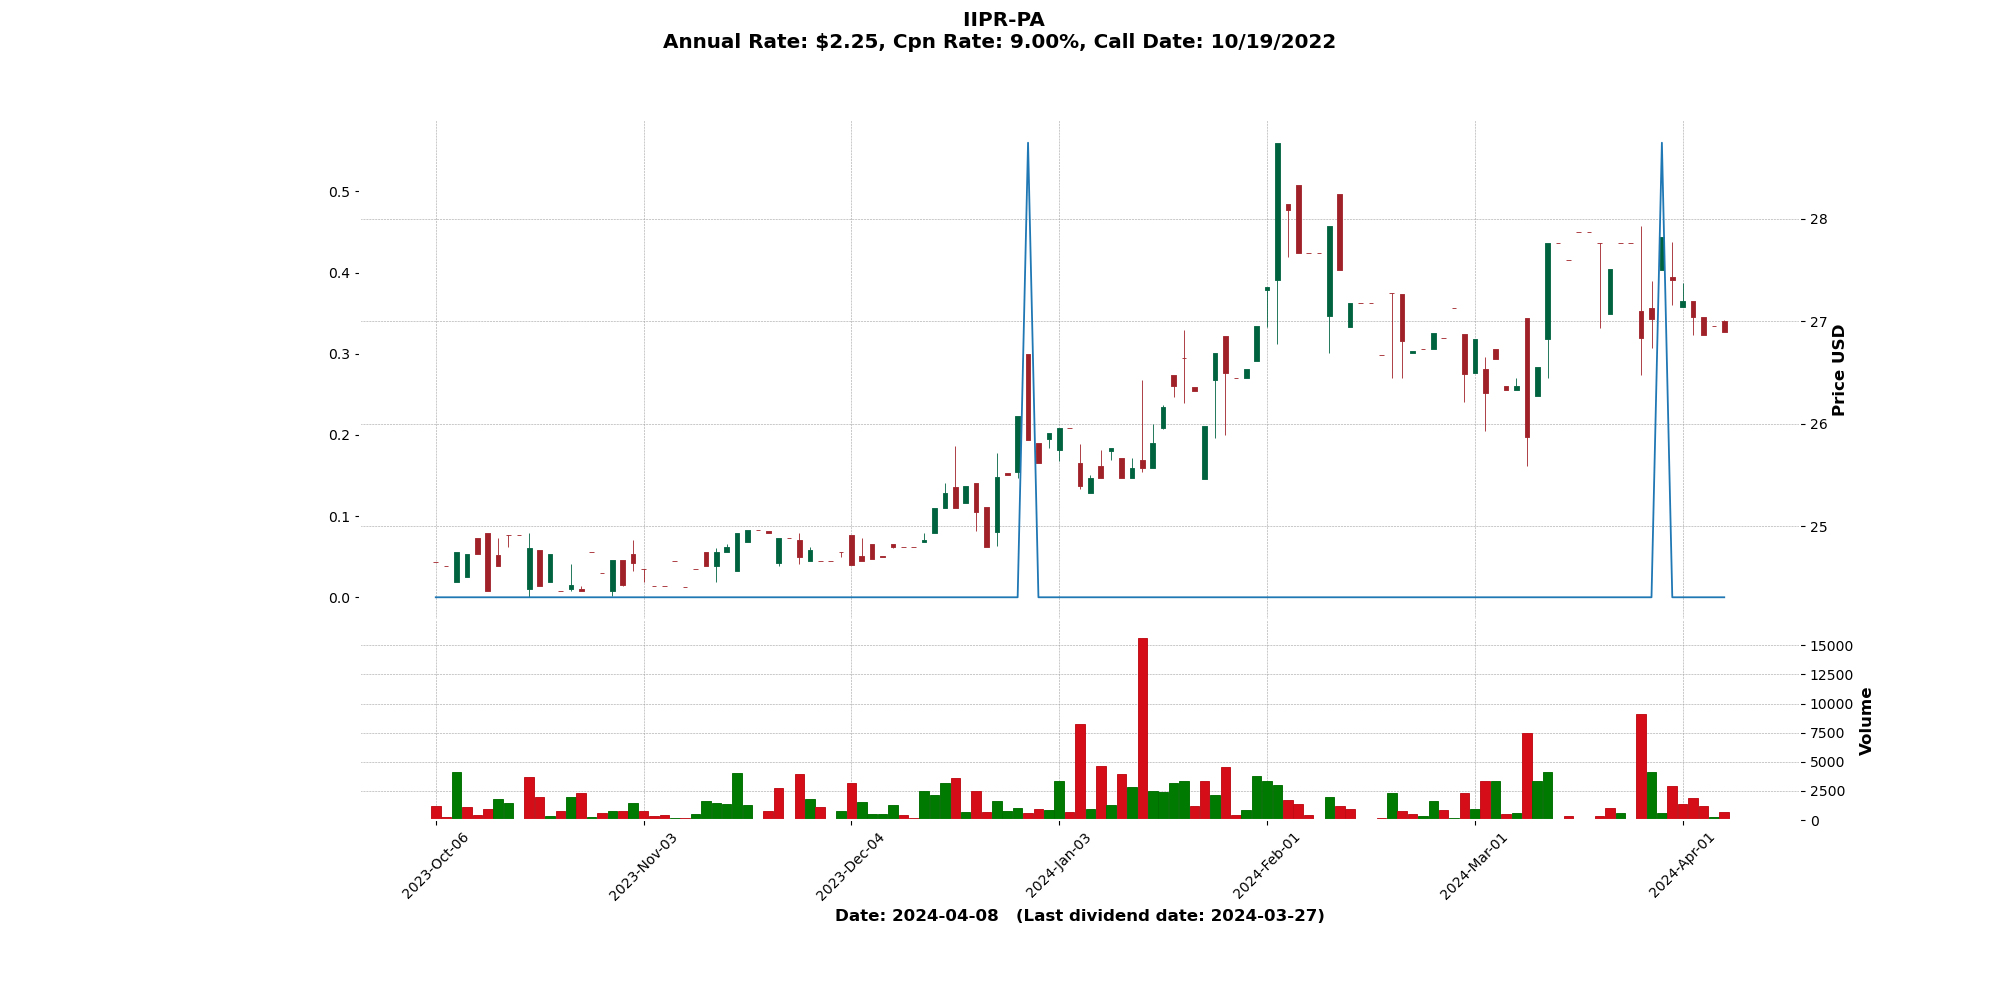 IIPR-PA
Annual Rate: $2.25, Cpn Rate: 9.00%, Call Date: 10/19/2022
0.5
0.4
0.3
0.2
0.1
0.0
28
27
26
25
Price USD
15000
12500
10000
7500
5000
2500
0
Volume
2023-Oct-06
2023-Nov-03
2023-Dec-04
2024-Jan-03
2024-Feb-01
2024-Mar-01
2024-Apr-01
Date: 2024-04-08 (Last dividend date: 2024-03-27)